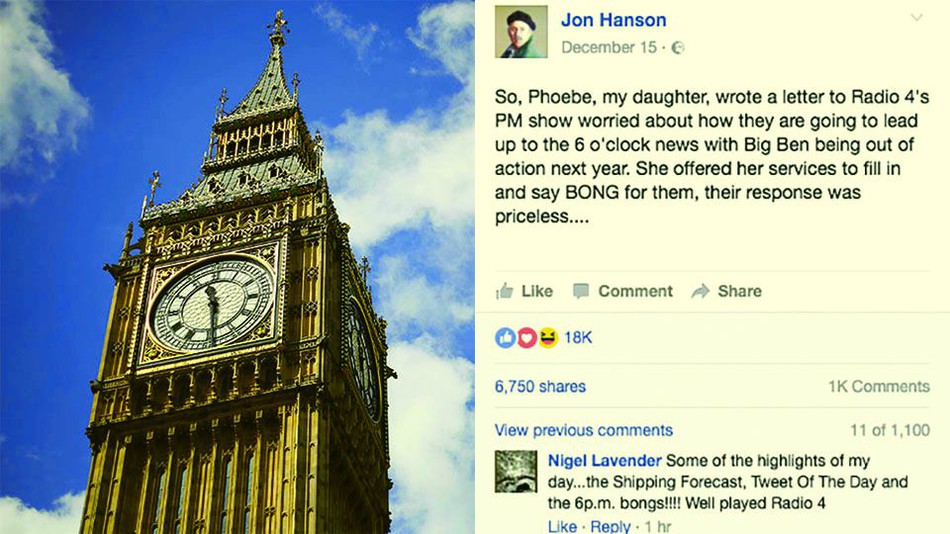 Jon Hanson
December 15 ·
So, Phoebe, my daughter, wrote a letter to Radio 4's
PM show worried about how they are going to lead
up to the 6 o'clock news with Big Ben being out of
action next year. She offered her services to fill in
and say BONG for them, their response was
priceless....
Like Comment Share
18K
6,750 shares 1K Comments
View previous comments 11 of 1,100
Nigel Lavender Some of the highlights of my
day...the Shipping Forecast, Tweet Of The Day and
the 6p.m. bongs!!!! Well played Radio 4
Like · Reply · 1 hr